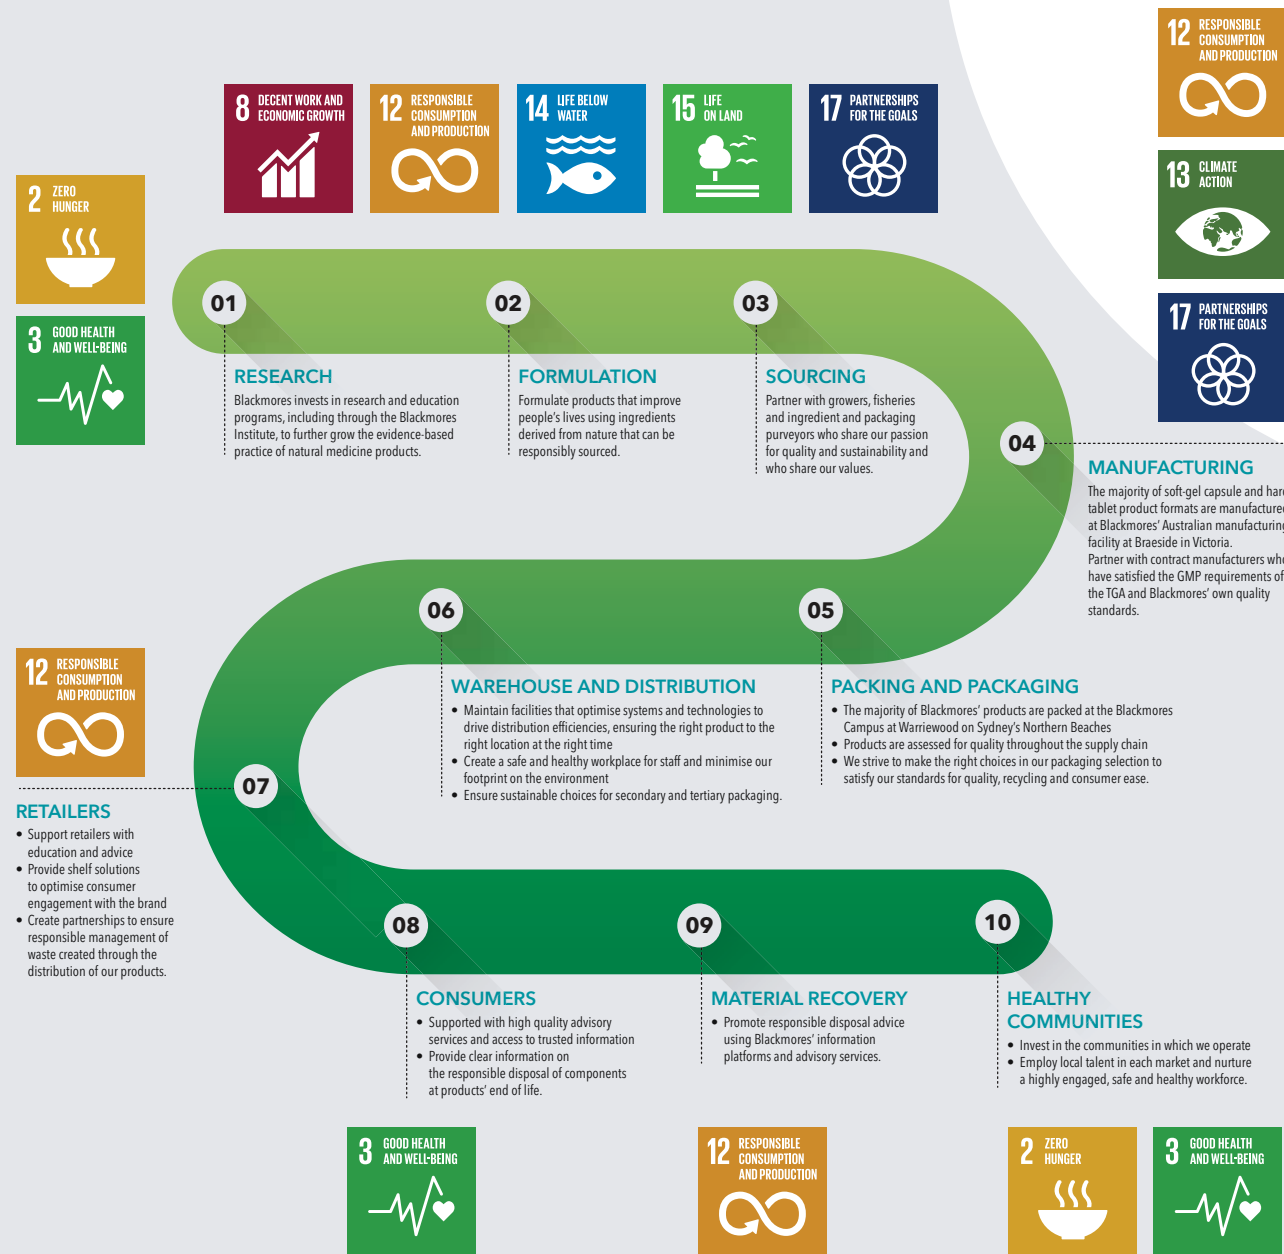 8 DECENT WORK AND
ECONOMIC GROWTH
12 RESPONSIBLE
CONSUMPTION
AND PRODUCTION
14 LIFE BELOW
WATER
15 LIFE
ON LAND
17 PARTNERSHIPS
FOR THE GOALS
12 RESPONSIBLE
CONSUMPTION
AND PRODUCTION
13 CLIMATE
ACTION
17 PARTNERSHIPS
FOR THE GOALS
2 ZERO
HUNGER
3 GOOD HEALTH
AND WELL-BEING
01
RESEARCH
Blackmores invests in research and education
programs, including through the Blackmores
Institute, to further grow the evidence-based
practice of natural medicine products.
02
FORMULATION
Formulate products that improve
people's lives using ingredients
derived from nature that can be
responsibly sourced.
03
SOURCING
Partner with growers, fisheries
and ingredient and packaging
purveyors who share our passion
for quality and sustainability and
who share our values.
04
MANUFACTURING
The majority of soft-gel capsule and hard
tablet product formats are manufactured
at Blackmores' Australian manufacturing
facility at Braeside in Victoria.
Partner with contract manufacturers who
have satisfied the GMP requirements of
the TGA and Blackmores' own quality
standards.
06
WAREHOUSE AND DISTRIBUTION
• Maintain facilities that optimise systems and technologies to
drive distribution efficiencies, ensuring the right product to the
right location at the right time
• Create a safe and healthy workplace for staff and minimise our
footprint on the environment
• Ensure sustainable choices for secondary and tertiary packaging.
05
PACKING AND PACKAGING
• The majority of Blackmores' products are packed at the Blackmores
Campus at Warriewood on Sydney's Northern Beaches
• Products are assessed for quality throughout the supply chain
• We strive to make the right choices in our packaging selection to
satisfy our standards for quality, recycling and consumer ease.
12 RESPONSIBLE
CONSUMPTION
AND PRODUCTION
07
RETAILERS
• Support retailers with
education and advice
• Provide shelf solutions
to optimise consumer
engagement with the brand
• Create partnerships to ensure
responsible management of
waste created through the
distribution of our products.
08
CONSUMERS
• Supported with high quality advisory
services and access to trusted information
• Provide clear information on
the responsible disposal of components
at products' end of life.
09
MATERIAL RECOVERY
• Promote responsible disposal advice
using Blackmores' information
platforms and advisory services.
10
HEALTHY
COMMUNITIES
• Invest in the communities in which we operate
• Employ local talent in each market and nurture
a highly engaged, safe and healthy workforce.
3 GOOD HEALTH
AND WELL-BEING
12 RESPONSIBLE
CONSUMPTION
AND PRODUCTION
2 ZERO
HUNGER
3 GOOD HEALTH
AND WELL-BEING